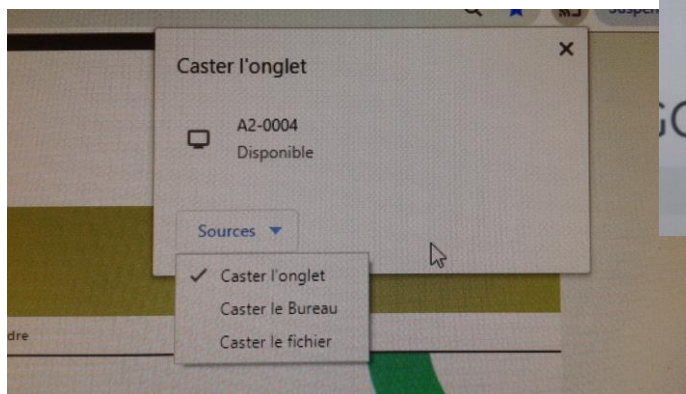 Caster l'onglet
A2-0004
Disponible
Sources
Caster l'onglet
Caster le Bureau
Caster le fichier
dre